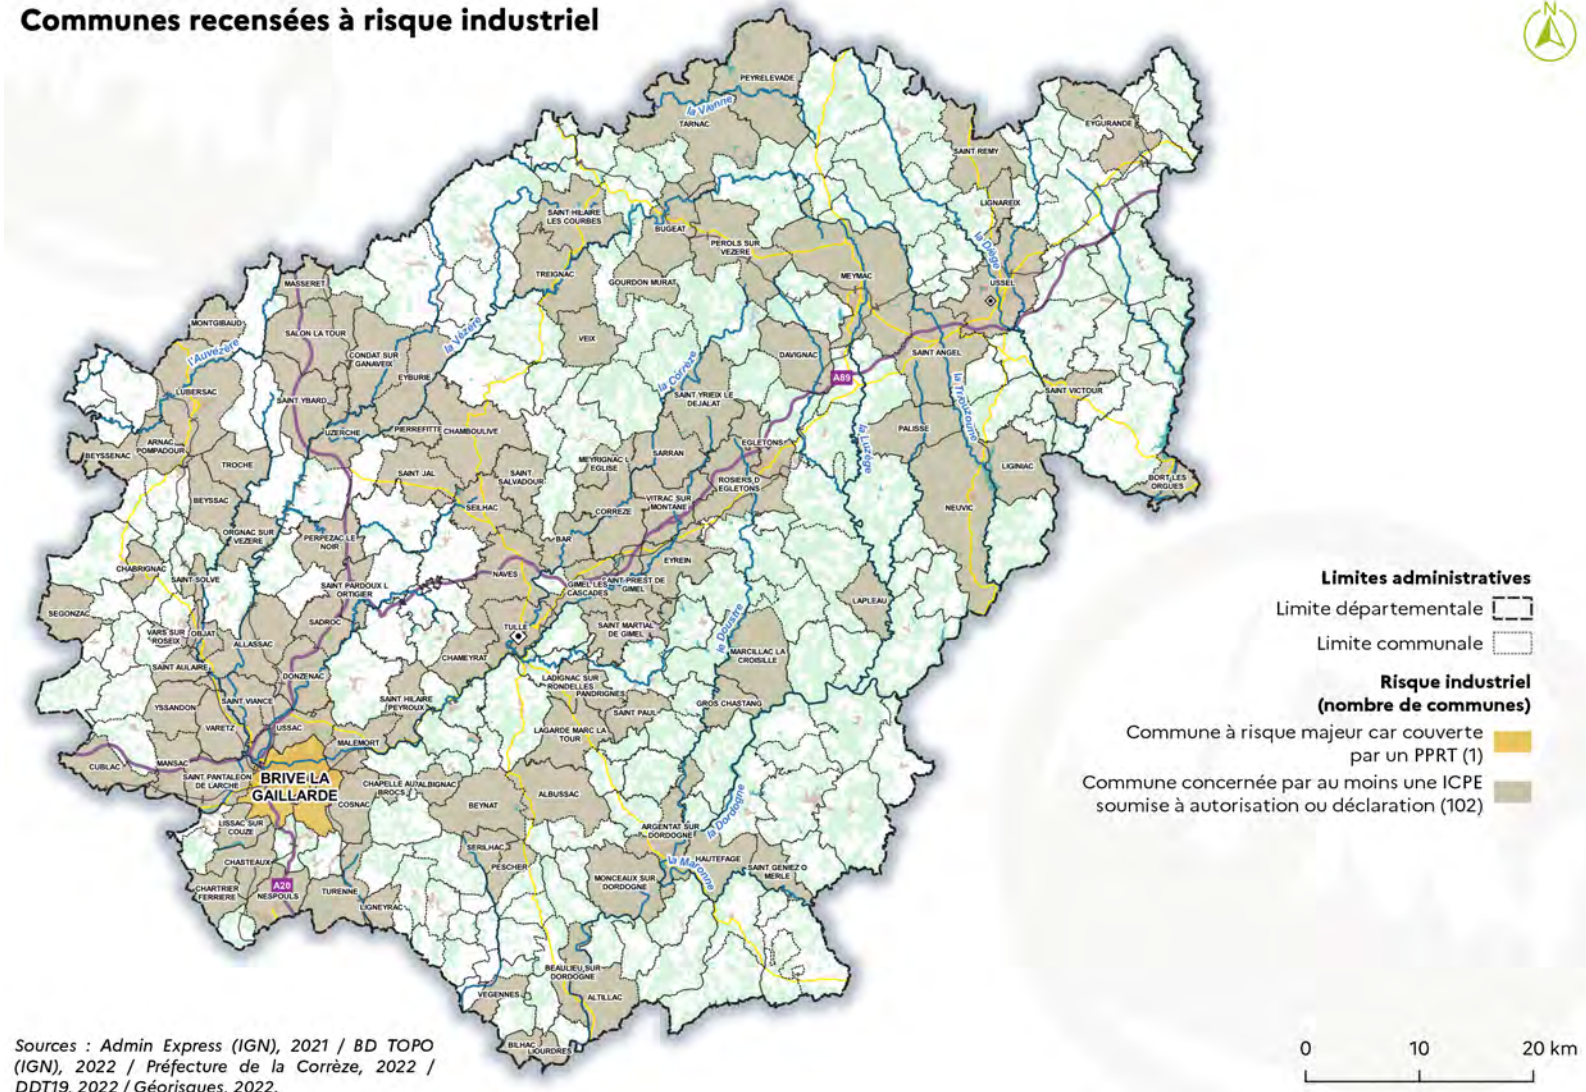 Communes recensées à risque industriel
N
PEYRELEVADE
la Vienne
TARNAC
EYGURANDE
SAINT REMY
LIGNAREIX
SAINT HILAIRE
LES COURBES
BUGEAT
PEROLS SUR
VEZERE
la Diège
TREIGNAC
GOURDON MURAT
MEYMAC
USSEL
MASSERET
MONTGIBAUD
SALON LA TOUR
l'Auvézère
CONDAT SUR
GANAVEIX
la Vézère
VEIX
DAVIGNAC
SAINT ANGEL
EYBURIE
A89
LUBERSAC
SAINT YBARD
la Corrèze
SAINT YRIEIX LE
DEJALAT
la Triouzoune
SAINT VICTOUR
UZERCHE
PIERREFITTE
CHAMBOULIVE
PALISSE
la Luzège
ARNAC
POMPADOUR
BEYSSENAC
EGLETONS
TROCHE
SAINT JAL
SAINT
SALVADOUR
MEYRIGNAC L
EGLISE
SARRAN
LIGINIAC
BORT LES
ORGUES
ROSIERS D
EGLETONS
BEYSSAC
SEILHAC
CORREZE
VITRAC SUR
MONTANE
NEUVIC
ORGNAC SUR
VEZERE
PERPEZAC LE
NOIR
BAR
EYREIN
CHABRIGNAC
SAINT SOLVE
NAVES
SAINT PARDOUX L
ORTIGIER
GIMEL LES
CASCADES
SAINT-PRIEST DE
GIMEL
LAPLEAU
SEGONZAC
SADROC
TULLE
SAINT MARTIAL
DE GIMEL
le Doustre
VARS SUR
ROSEIX
OBJAT
ALLASSAC
MARCILLAC LA
CROISILLE
SAINT AULAIRE
CHAMEYRAT
DONZENAC
LADIGNAC SUR
RONDELLES
PANDRIGNES
SAINT VIANCE
SAINT HILAIRE
PEYROUX
GROS CHASTANG
YSSANDON
SAINT PAUL
VARETZ
USSAC
LAGARDE MARC LA
TOUR
MALEMORT
CUBLAC
MANSAC
SAINT PANTALEON
DE LARCHE
BRIVE LA
GAILLARDE
CHAPELLE AUX
BROCS
ALBIGNAC
COSNAC
BEYNAT
ALBUSSAC
la Dordogne
LISSAC SUR
COUZE
ARGENTAT SUR
DORDOGNE
SERILHAC
CHASTEAUX
PESCHER
la Maronne
HAUTEFAGE
SAINT GENIEZ O
MERLE
MONCEAUX SUR
DORDOGNE
CHARTRIER
FERRIERE
A20
NESPOULS
TURENNE
LIGNEYRAC
BEAULIEU SUR
DORDOGNE
VEGENNES
ALTILLAC
BILHAC
LIOURDRES
Limites administratives
Limite départementale
Limite communale
Risque industriel
(nombre de communes)
Commune à risque majeur car couverte
par un PPRT (1)
Commune concernée par au moins une ICPE
soumise à autorisation ou déclaration (102)
Sources : Admin Express (IGN), 2021 / BD TOPO
(IGN), 2022 / Préfecture de la Corrèze, 2022 /
DDT19, 2022 / Géorisques, 2022.
0 10 20 km